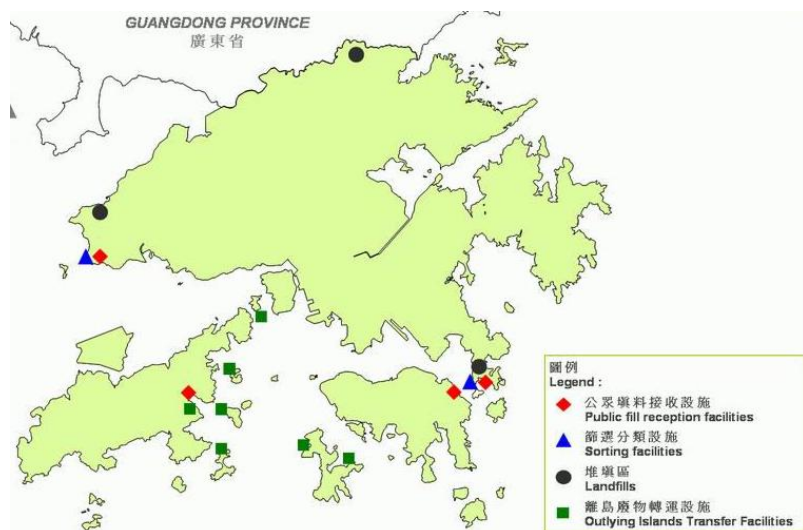 GUANGDONG PROVINCE
廣東省
圖例
Legend :
公眾填料接收設施
Public fill reception facilities
篩選分類設施
Sorting facilities
堆填區
Landfills
離島廢物轉運設施
Outlying Islands Transfer Facilities